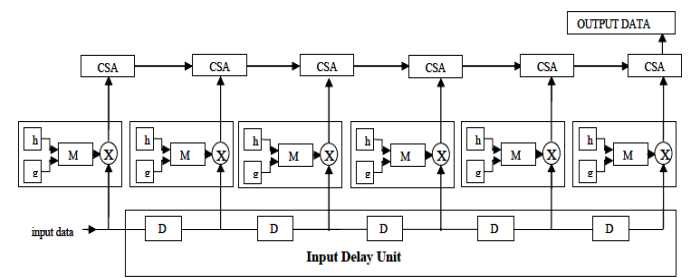 OUTPUT DATA
CSA CSA CSA CSA CSA CSA
h h h h h h
M X M X M X M X M X M X
g g g g g g
input data D D D D D
Input Delay Unit